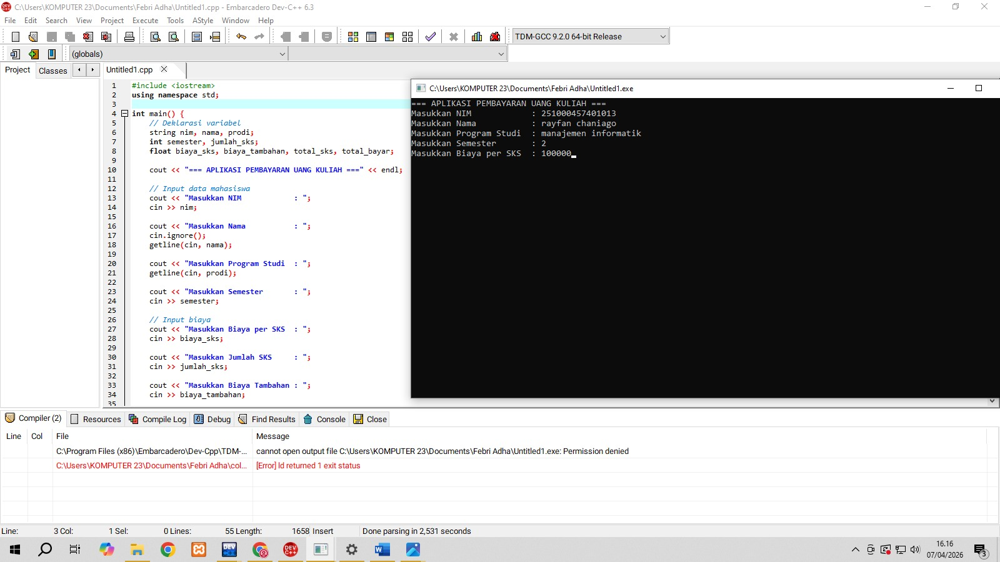 C:\Users\KOMPUTER 23\Documents\Febri Adha\Untitled1.cpp - Embarcadero Dev-C++ 6.3
File Edit Search View Project Execute Tools AStyle Window Help
TDM-GCC 9.2.0 64-bit Release
(globals)
Project Classes
Untitled1.cpp
1 #include <iostream>
2 using namespace std;
3
4 int main() {
5 // Deklarasi variabel
6 string nim, nama, prodi;
7 int semester, jumlah_sks;
8 float biaya_sks, biaya_tambahan, total_sks, total_bayar;
9
10 cout << "=== APLIKASI PEMBAYARAN UANG KULIAH ===" << endl;
11
12 // Input data mahasiswa
13 cout << "Masukkan NIM : ";
14 cin >> nim;
15
16 cout << "Masukkan Nama : ";
17 cin.ignore();
18 getline(cin, nama);
19
20 cout << "Masukkan Program Studi : ";
21 getline(cin, prodi);
22
23 cout << "Masukkan Semester : ";
24 cin >> semester;
25
26 // Input biaya
27 cout << "Masukkan Biaya per SKS : ";
28 cin >> biaya_sks;
29
30 cout << "Masukkan Jumlah SKS : ";
31 cin >> jumlah_sks;
32
33 cout << "Masukkan Biaya Tambahan : ";
34 cin >> biaya_tambahan;
35
C:\Users\KOMPUTER 23\Documents\Febri Adha\Untitled1.exe
=== APLIKASI PEMBAYARAN UANG KULIAH ===
Masukkan NIM : 251000457401013
Masukkan Nama : rayfan chaniago
Masukkan Program Studi : manajemen informatik
Masukkan Semester : 2
Masukkan Biaya per SKS : 100000
Compiler (2) Resources Compile Log Debug Find Results Console Close
Line Col File Message
C:\Program Files (x86)\Embarcadero\Dev-Cpp\TDM-... cannot open output file C:\Users\KOMPUTER 23\Documents\Febri Adha\Untitled1.exe: Permission denied
C:\Users\KOMPUTER 23\Documents\Febri Adha\col... [Error] ld returned 1 exit status
Line: 3 Col: 1 Sel: 0 Lines: 55 Length: 1658 Insert Done parsing in 2,531 seconds
DEV C++
16.16
07/04/2026
3